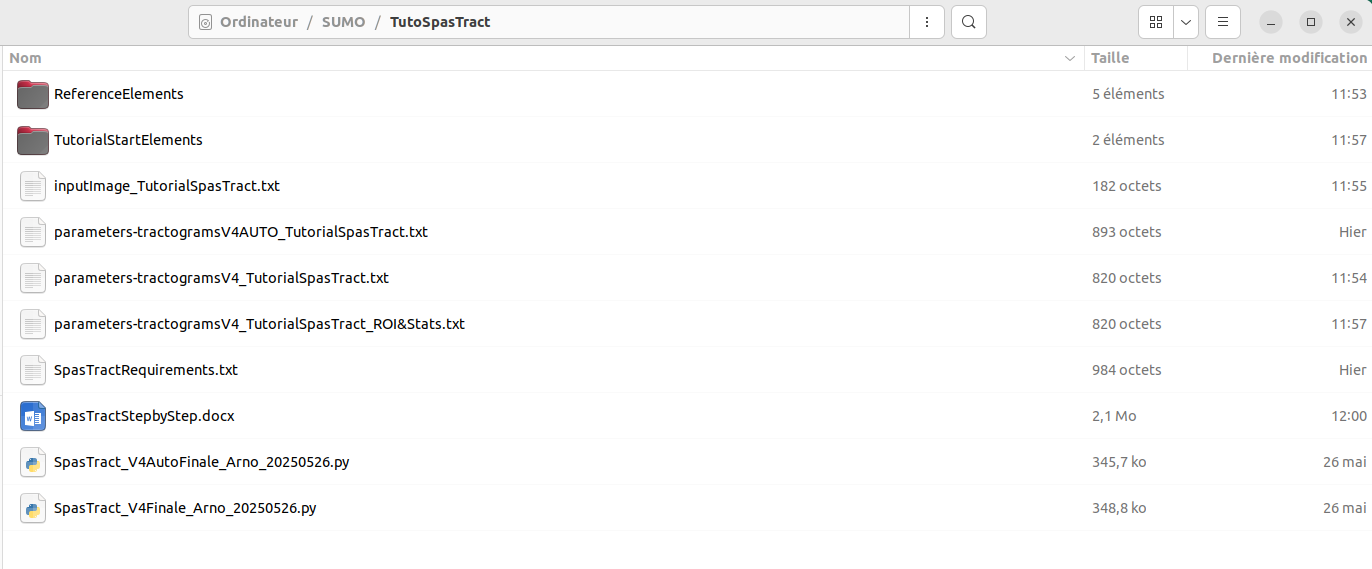 Ordinateur / SUMO / TutoSpasTract
Nom Taille Dernière modification
ReferenceElements 5 éléments 11:53
TutorialStartElements 2 éléments 11:57
inputImage_TutorialSpasTract.txt 182 octets 11:55
parameters-tractogramsV4AUTO_TutorialSpasTract.txt 893 octets Hier
parameters-tractogramsV4_TutorialSpasTract.txt 820 octets 11:54
parameters-tractogramsV4_TutorialSpasTract_ROI&Stats.txt 820 octets 11:57
SpasTractRequirements.txt 984 octets Hier
SpasTractStepbyStep.docx 2,1 Mo 12:00
SpasTract_V4AutoFinale_Arno_20250526.py 345,7 ko 26 mai
SpasTract_V4Finale_Arno_20250526.py 348,8 ko 26 mai